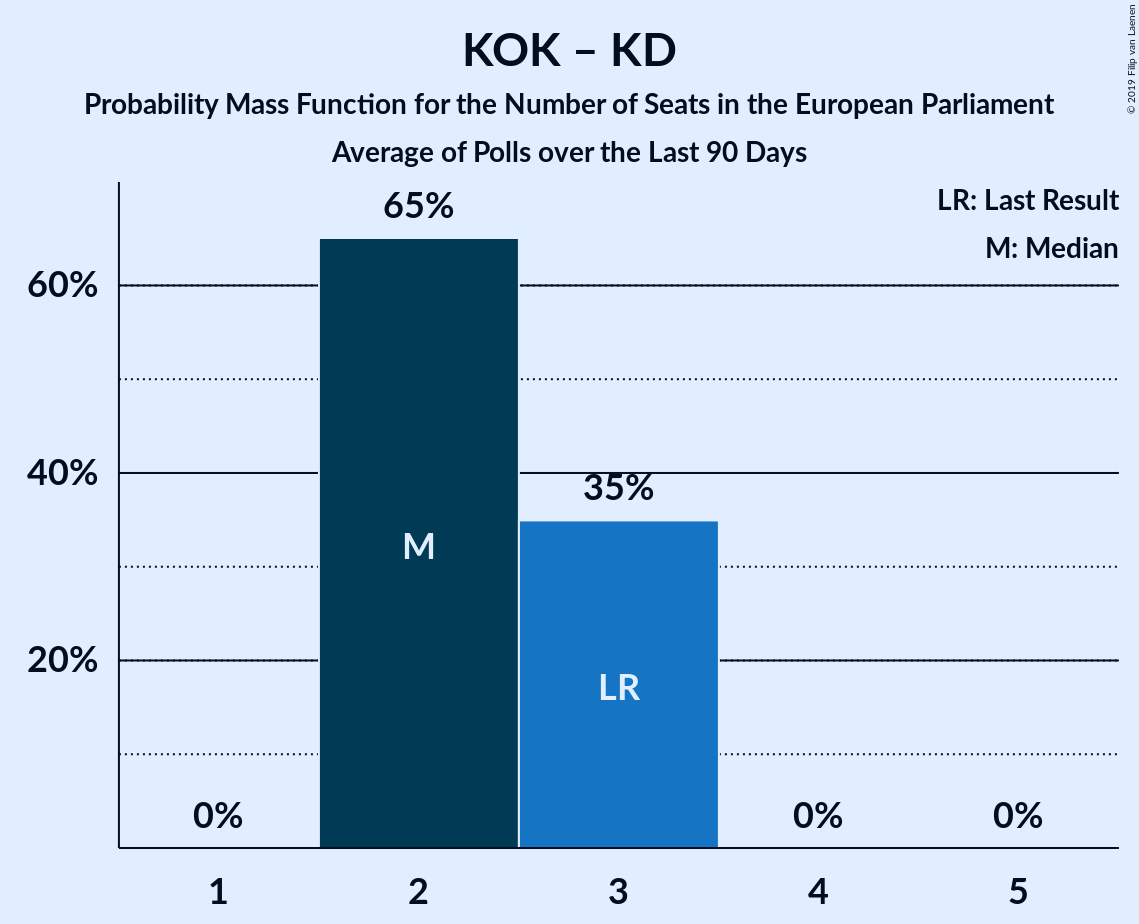 KOK – KD
Probability Mass Function for the Number of Seats in the European Parliament
Average of Polls over the Last 90 Days
© 2019 Filip van Laenen
LR: Last Result
M: Median
65%
60%
40%
35%
M
20%
LR
0%
0%
0%
1
2
3
4
5